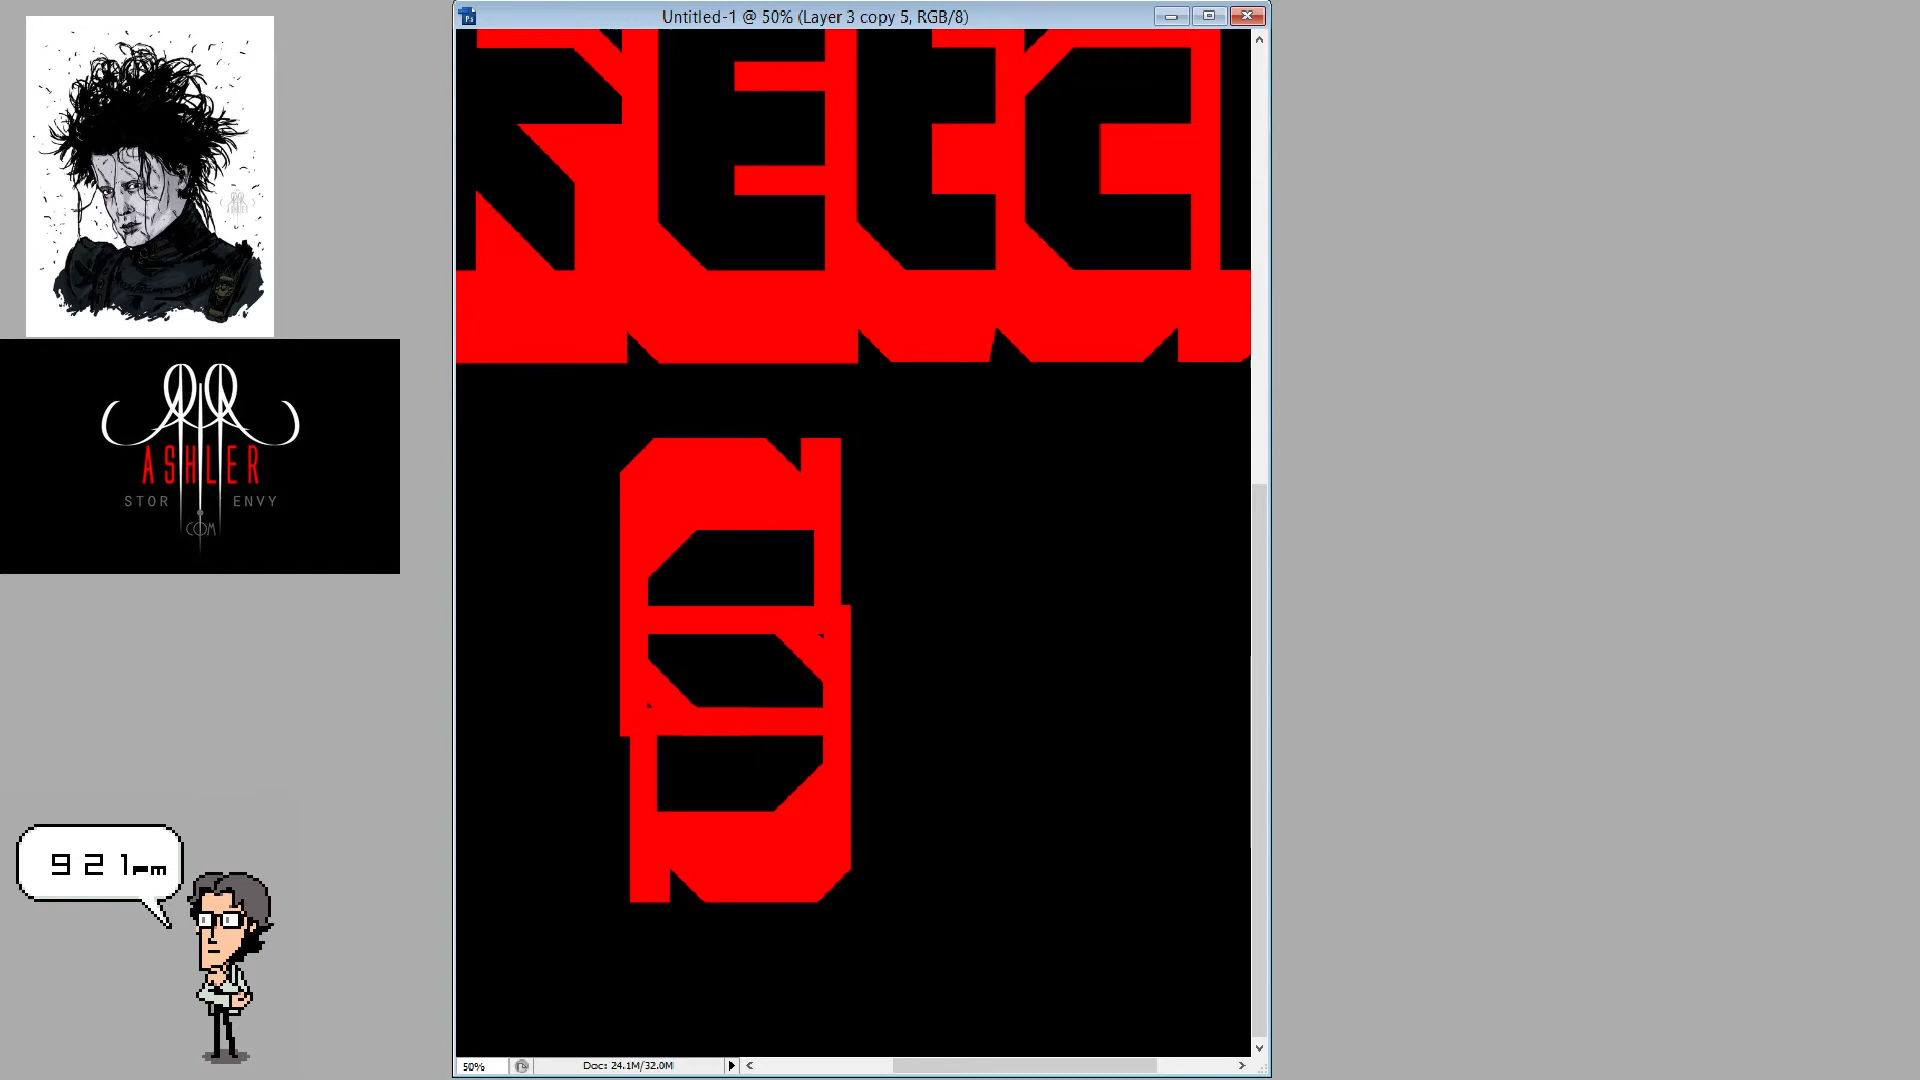 Untitled-1 @ 50% (Layer 3 copy 5, RGB/8)
ASHLER
STOR ENVY
COM
9 2 1pm
50%
Doc: 24.1M/32.0M